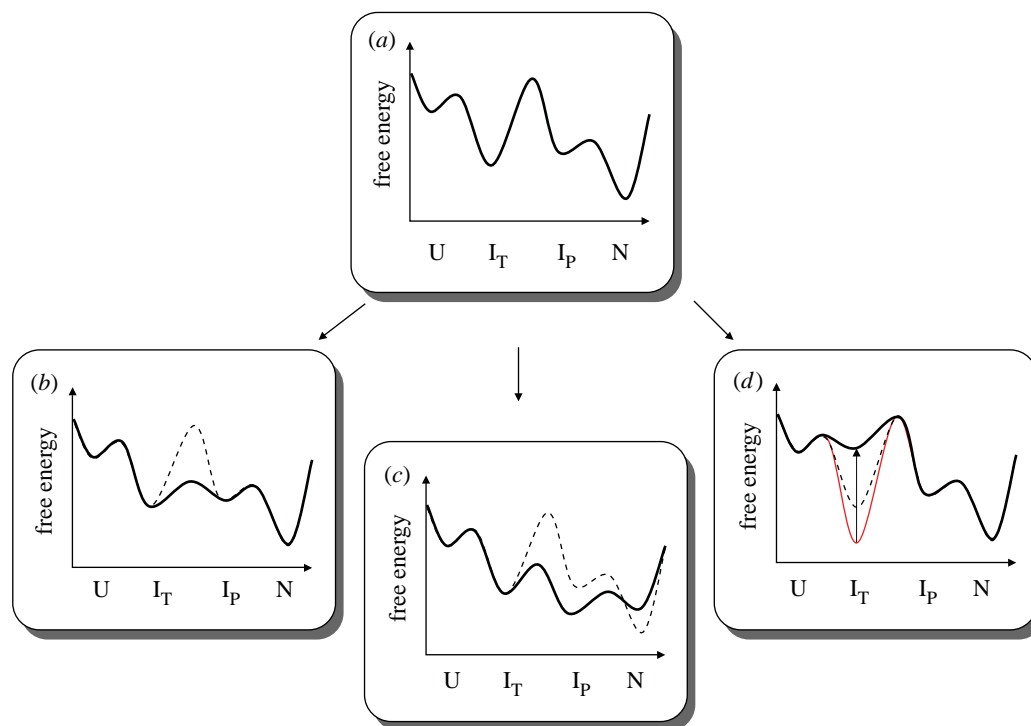 (a)
free energy
U I_T I_P N
(b)
free energy
U I_T I_P N
(c)
free energy
U I_T I_P N
(d)
free energy
U I_T I_P N